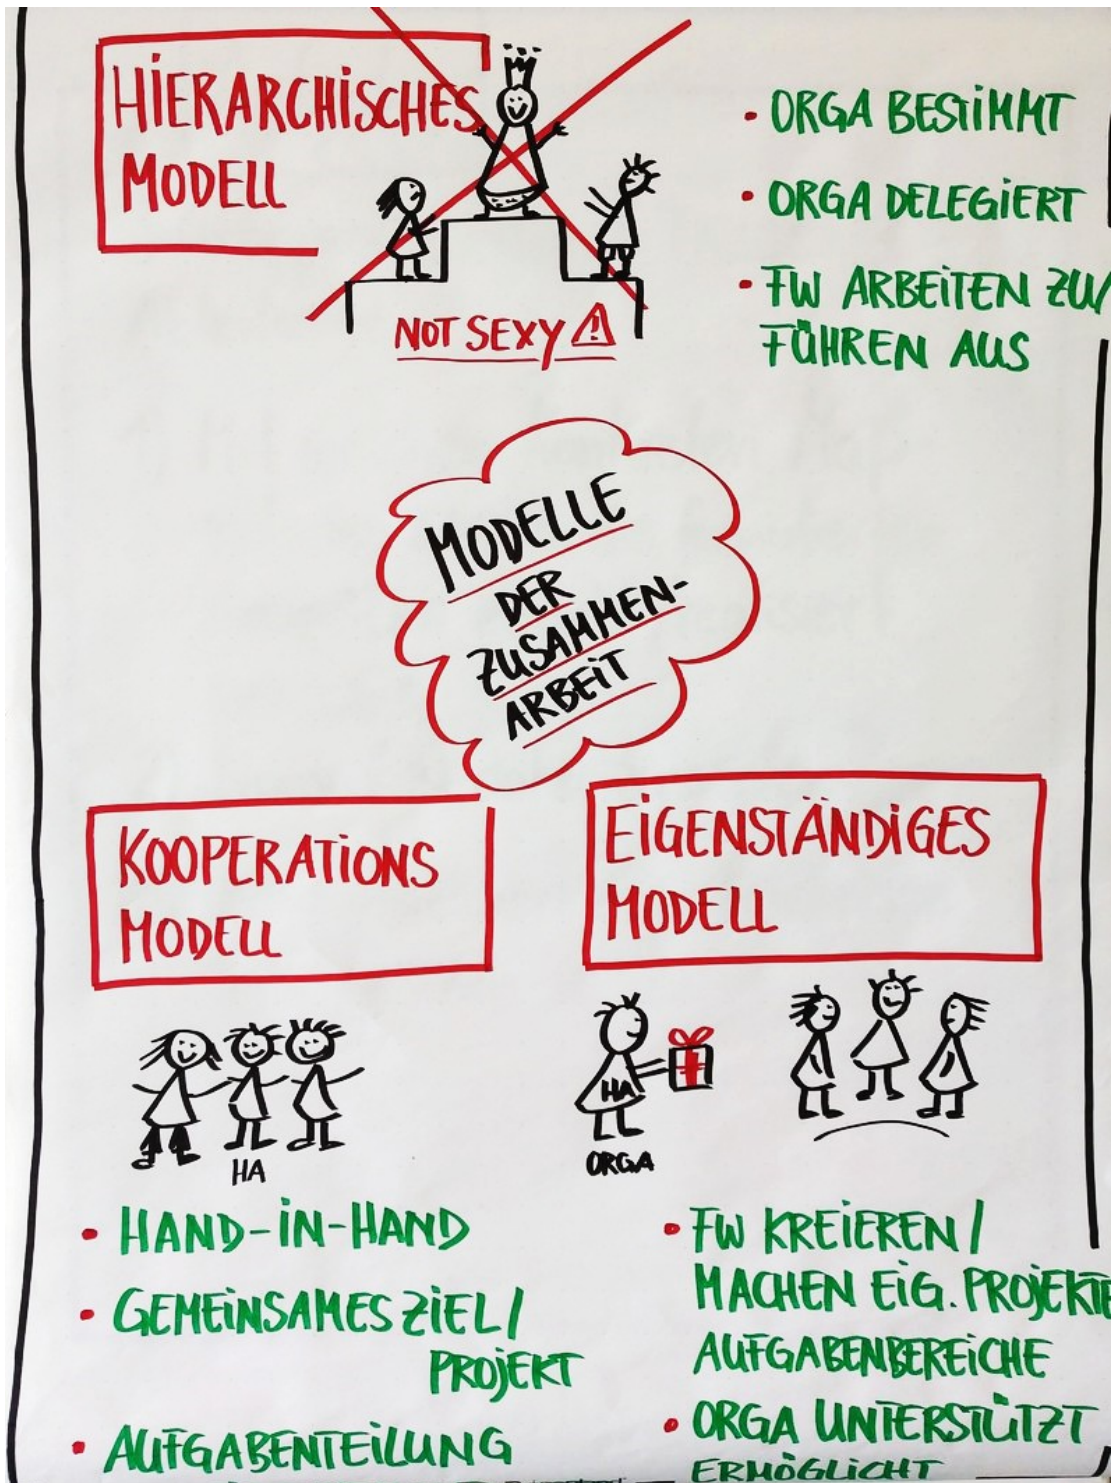 HIERARCHISCHES
MODELL
NOT SEXY
• ORGA BESTIMMT
• ORGA DELEGIERT
• FW ARBEITEN ZU/
FÜHREN AUS
MODELLE
DER
ZUSAMMEN-
ARBEIT
KOOPERATIONS
MODELL
HA
• HAND-IN-HAND
• GEMEINSAMES ZIEL/
PROJEKT
• AUFGABENTEILUNG
EIGENSTÄNDIGES
MODELL
HA
ORGA
• FW KREIEREN/
MACHEN EIG. PROJEKTE
AUFGABENBEREICHE
• ORGA UNTERSTÜTZT
ERMÖGLICHT